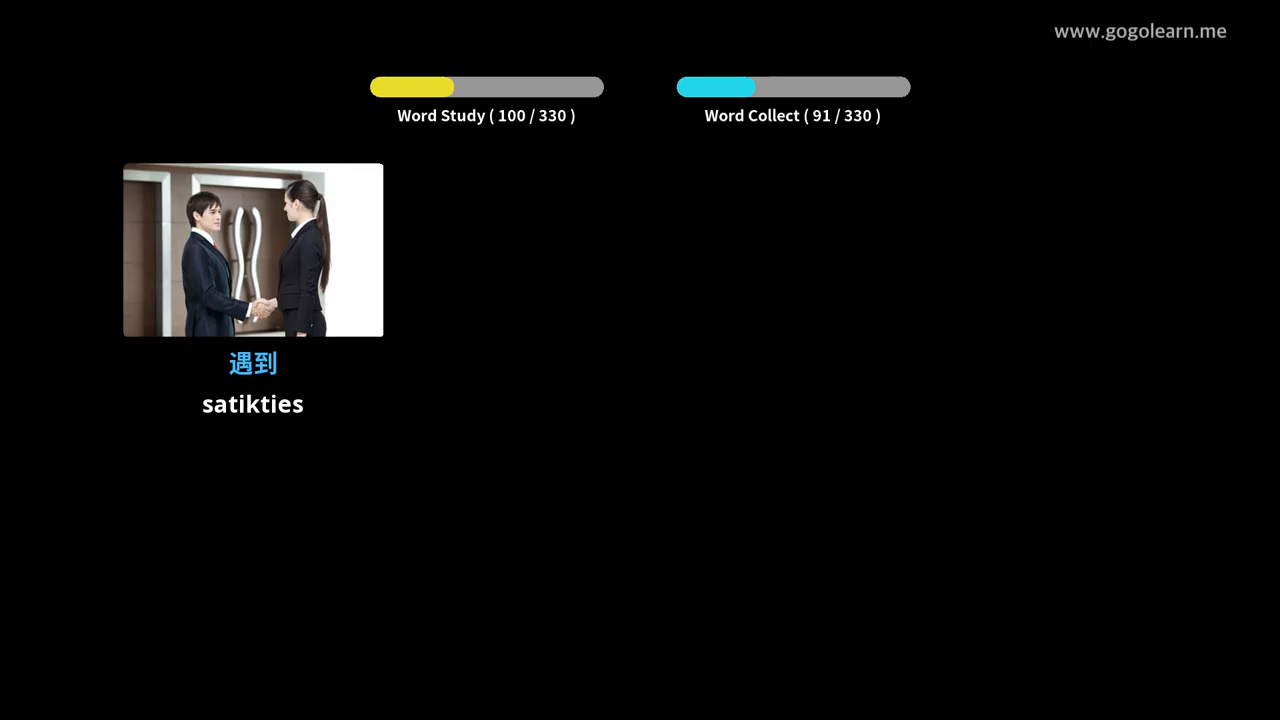 www.gogolearn.me
Word Study ( 100 / 330 )
Word Collect ( 91 / 330 )
遇到
satikties